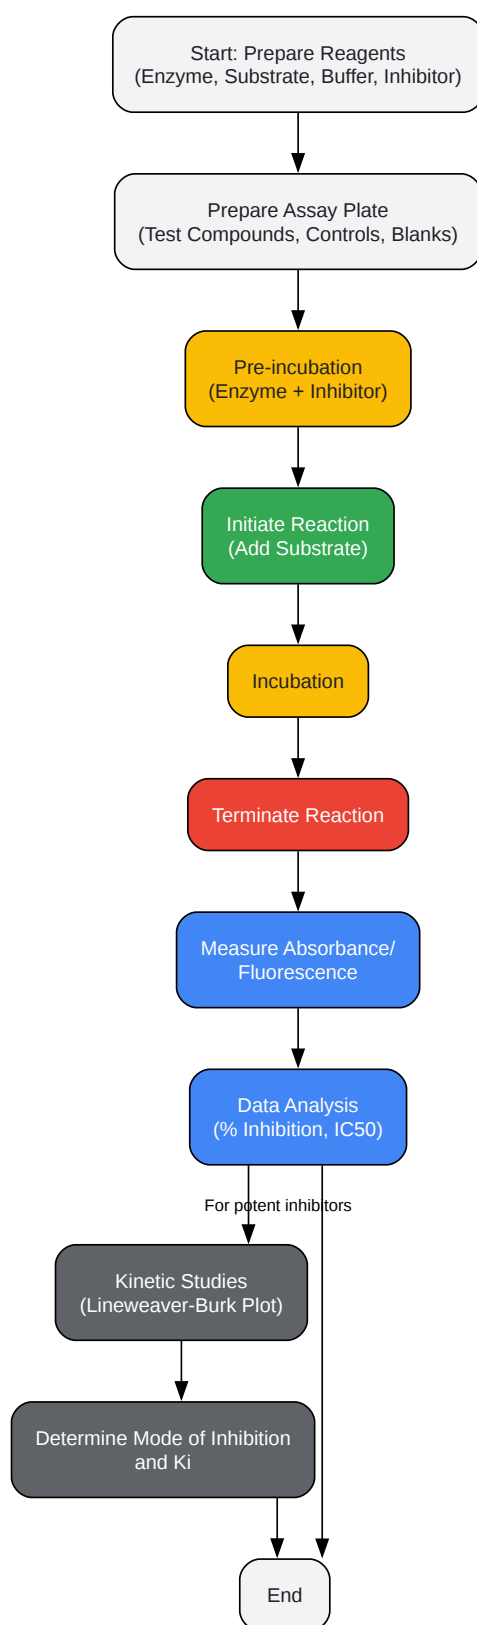 Start: Prepare Reagents
(Enzyme, Substrate, Buffer, Inhibitor)
Prepare Assay Plate
(Test Compounds, Controls, Blanks)
Pre-incubation
(Enzyme + Inhibitor)
Initiate Reaction
(Add Substrate)
Incubation
Terminate Reaction
Measure Absorbance/
Fluorescence
Data Analysis
(% Inhibition, IC50)
For potent inhibitors
Kinetic Studies
(Lineweaver-Burk Plot)
Determine Mode of Inhibition
and Ki
End